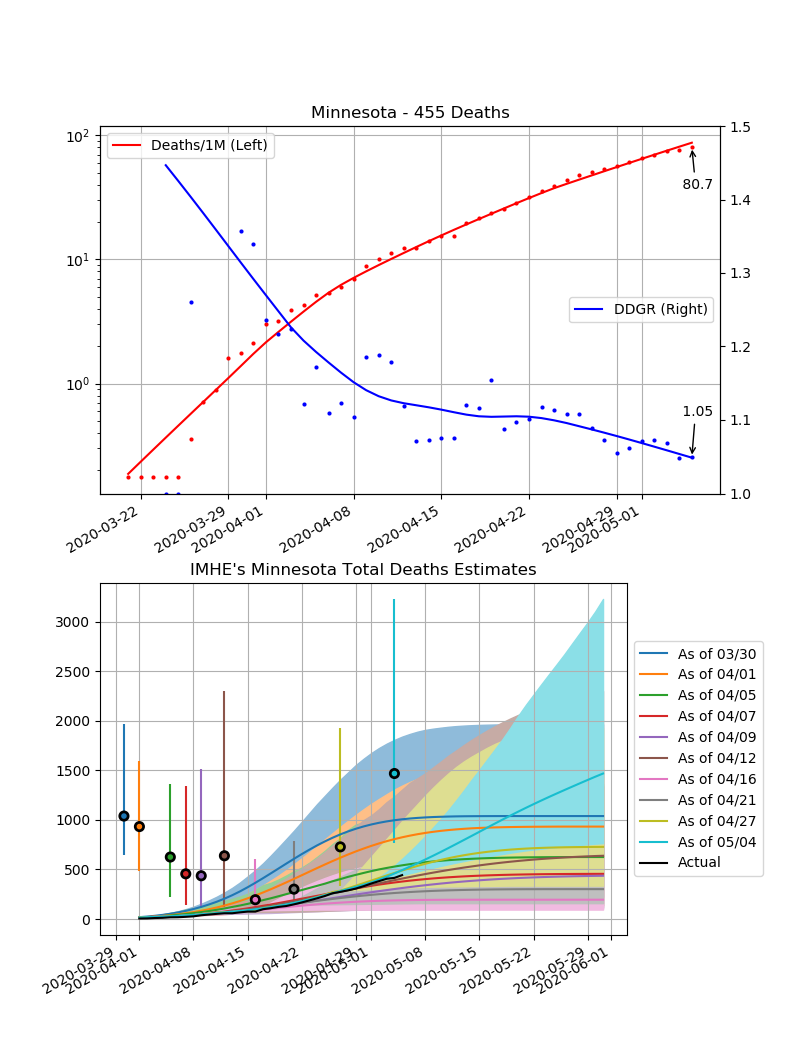 Minnesota - 455 Deaths
10²
10¹
10⁰
Deaths/1M (Left)
DDGR (Right)
80.7
1.05
1.5
1.4
1.3
1.2
1.1
1.0
2020-03-22
2020-03-29
2020-04-01
2020-04-08
2020-04-15
2020-04-22
2020-04-29
2020-05-01
IMHE's Minnesota Total Deaths Estimates
3000
2500
2000
1500
1000
500
0
2020-03-29
2020-04-01
2020-04-08
2020-04-15
2020-04-22
2020-04-29
2020-05-01
2020-05-08
2020-05-15
2020-05-22
2020-05-29
2020-06-01
As of 03/30
As of 04/01
As of 04/05
As of 04/07
As of 04/09
As of 04/12
As of 04/16
As of 04/21
As of 04/27
As of 05/04
Actual